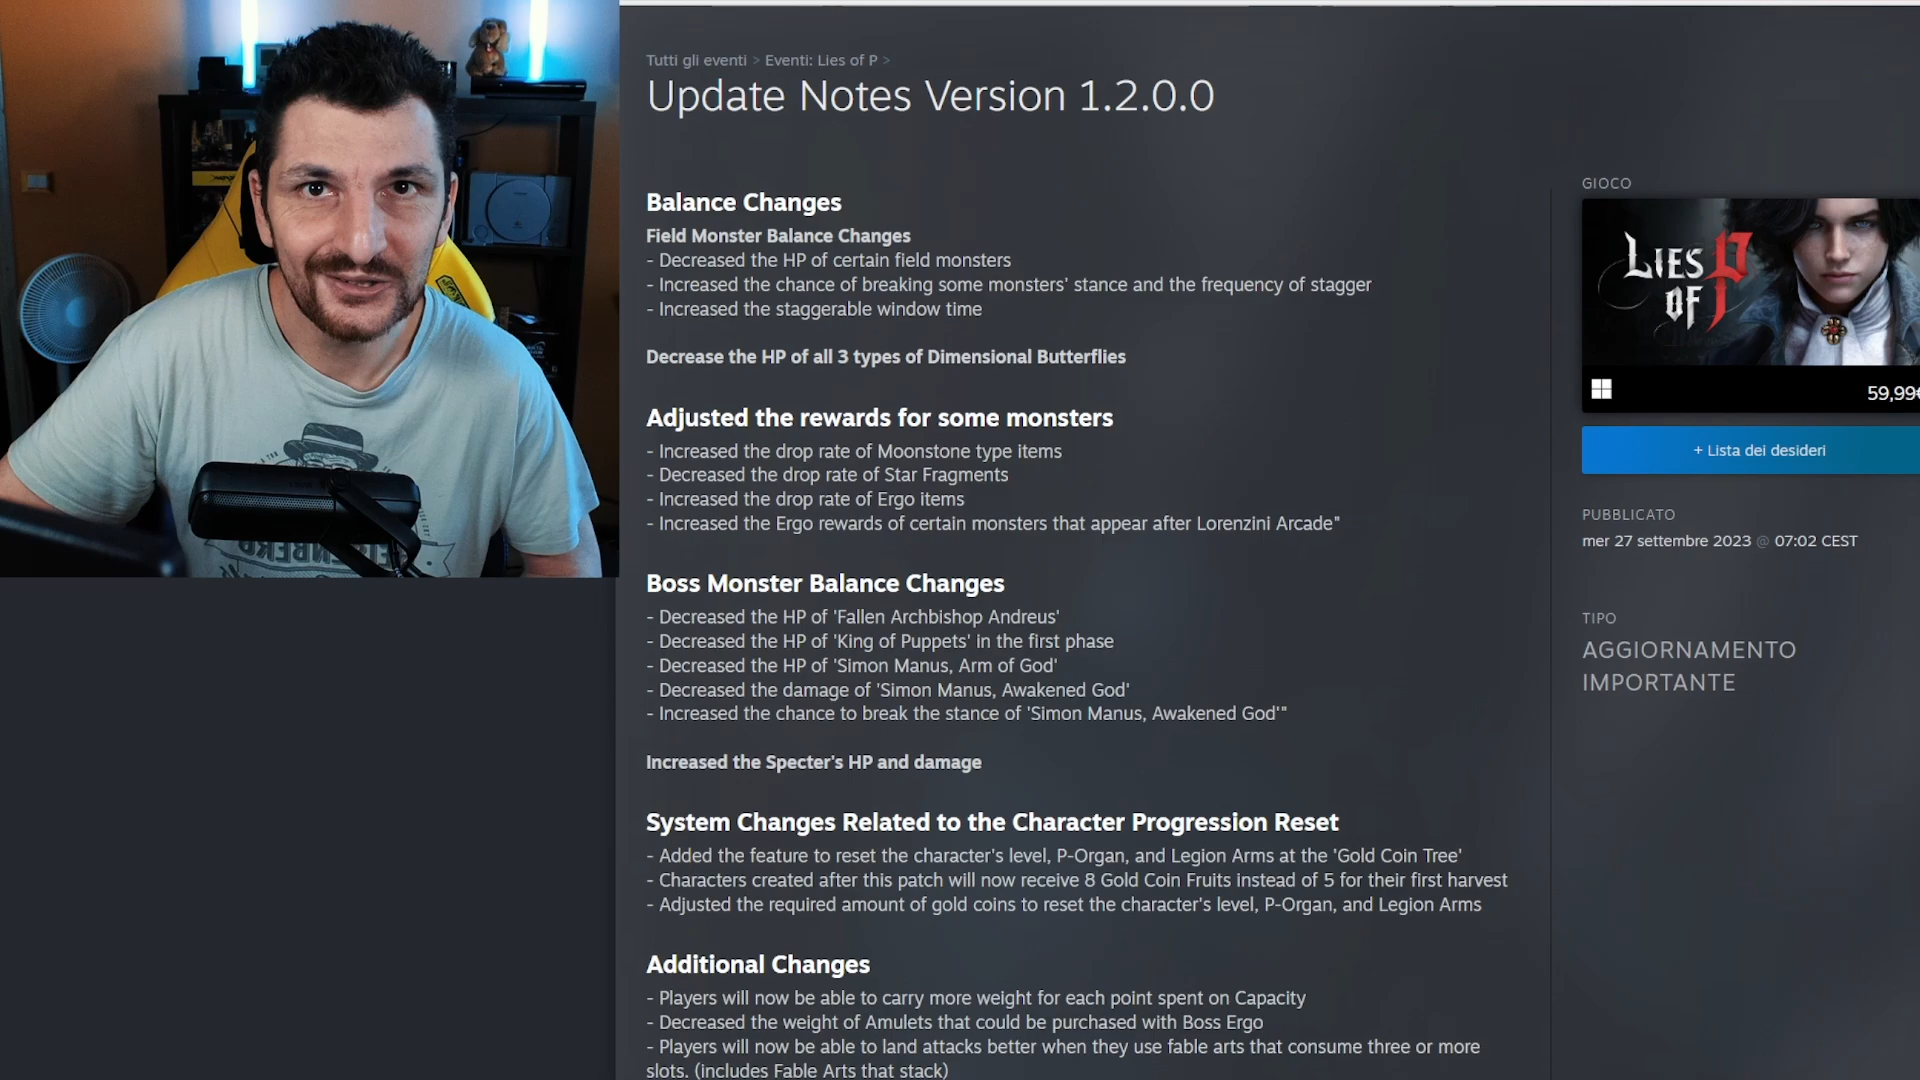 Tutti gli eventi > Eventi: Lies of P >
Update Notes Version 1.2.0.0
Balance Changes
Field Monster Balance Changes
- Decreased the HP of certain field monsters
- Increased the chance of breaking some monsters' stance and the frequency of stagger
- Increased the staggerable window time
Decrease the HP of all 3 types of Dimensional Butterflies
Adjusted the rewards for some monsters
- Increased the drop rate of Moonstone type items
- Decreased the drop rate of Star Fragments
- Increased the drop rate of Ergo items
- Increased the Ergo rewards of certain monsters that appear after Lorenzini Arcade"
Boss Monster Balance Changes
- Decreased the HP of 'Fallen Archbishop Andreus'
- Decreased the HP of 'King of Puppets' in the first phase
- Decreased the HP of 'Simon Manus, Arm of God'
- Decreased the damage of 'Simon Manus, Awakened God'
- Increased the chance to break the stance of 'Simon Manus, Awakened God'"
Increased the Specter's HP and damage
System Changes Related to the Character Progression Reset
- Added the feature to reset the character's level, P-Organ, and Legion Arms at the 'Gold Coin Tree'
- Characters created after this patch will now receive 8 Gold Coin Fruits instead of 5 for their first harvest
- Adjusted the required amount of gold coins to reset the character's level, P-Organ, and Legion Arms
Additional Changes
- Players will now be able to carry more weight for each point spent on Capacity
- Decreased the weight of Amulets that could be purchased with Boss Ergo
- Players will now be able to land attacks better when they use fable arts that consume three or more
slots. (includes Fable Arts that stack)
GIOCO
LIES
OF P
59,99€
+ Lista dei desideri
PUBBLICATO
mer 27 settembre 2023 @ 07:02 CEST
TIPO
AGGIORNAMENTO
IMPORTANTE